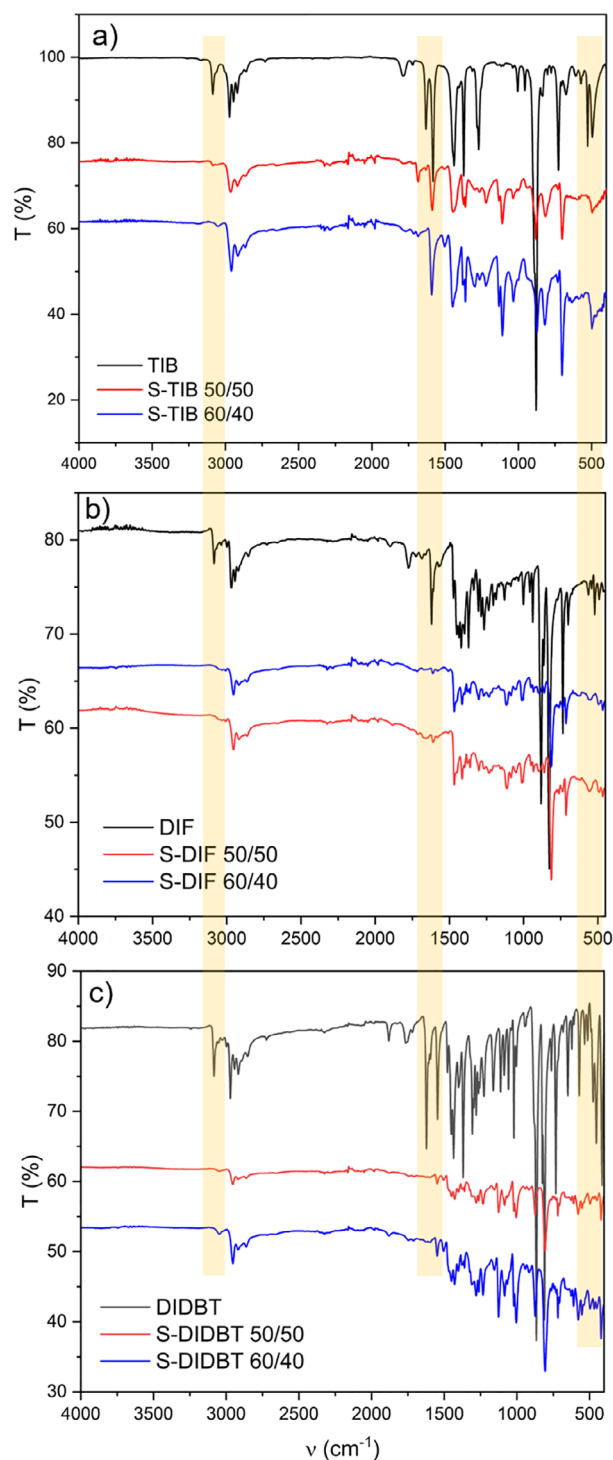 a)
T (%)
100
80
60
40
20
TIB
S-TIB 50/50
S-TIB 60/40
4000 3500 3000 2500 2000 1500 1000 500
b)
T (%)
80
70
60
50
40
DIF
S-DIF 50/50
S-DIF 60/40
4000 3500 3000 2500 2000 1500 1000 500
c)
T (%)
90
80
70
60
50
40
30
DIDBT
S-DIDBT 50/50
S-DIDBT 60/40
4000 3500 3000 2500 2000 1500 1000 500
ν (cm⁻¹)